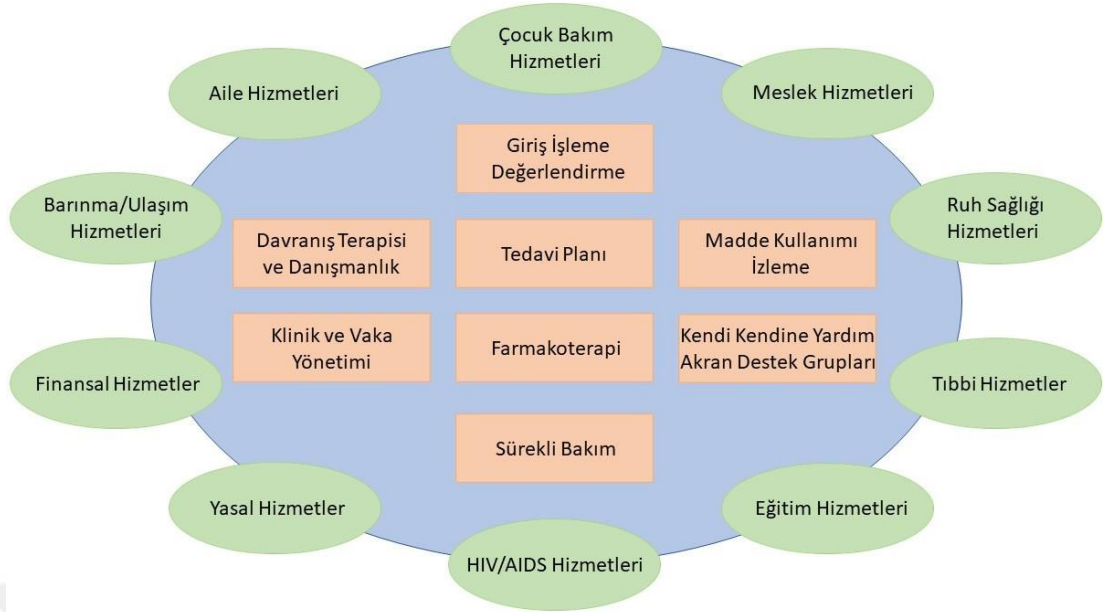 Çocuk Bakım
Hizmetleri
Aile Hizmetleri
Meslek Hizmetleri
Giriş İşleme
Değerlendirme
Barınma/Ulaşım
Hizmetleri
Ruh Sağlığı
Hizmetleri
Davranış Terapisi
ve Danışmanlık
Tedavi Planı
Madde Kullanımı
İzleme
Klinik ve Vaka
Yönetimi
Farmakoterapi
Kendi Kendine Yardım
Akran Destek Grupları
Finansal Hizmetler
Tıbbi Hizmetler
Sürekli Bakım
Yasal Hizmetler
Eğitim Hizmetleri
HIV/AIDS Hizmetleri